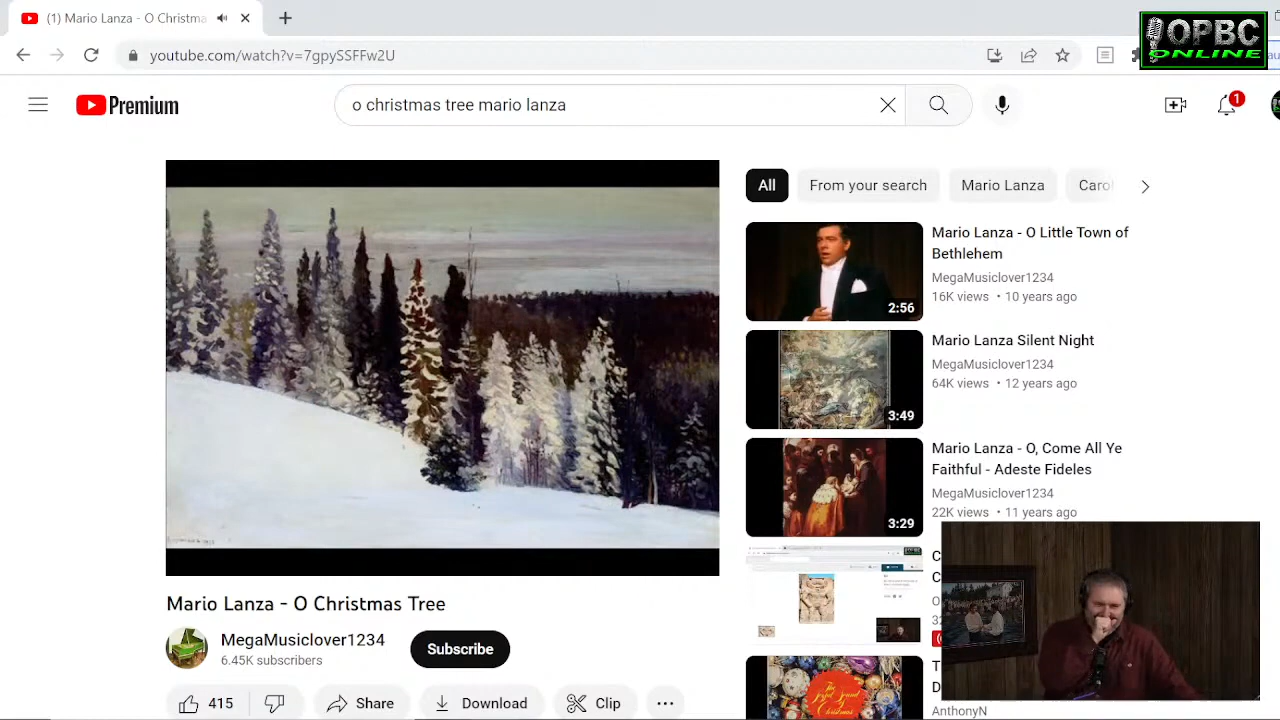 (1) Mario Lanza - O Christma
OPBC
ONLINE
youtube.com/watch?v=7gpySSFFw2U
Premium
o christmas tree mario lanza
1
All
From your search
Mario Lanza
Carol
Mario Lanza - O Little Town of
Bethlehem
MegaMusiclover1234
16K views • 10 years ago
2:56
Mario Lanza Silent Night
MegaMusiclover1234
64K views • 12 years ago
3:49
Mario Lanza - O, Come All Ye
Faithful - Adeste Fideles
MegaMusiclover1234
22K views • 11 years ago
3:29
AnthonyN
Mario Lanza - O Christmas Tree
MegaMusiclover1234
6.45K subscribers
Subscribe
415
Share
Download
Clip